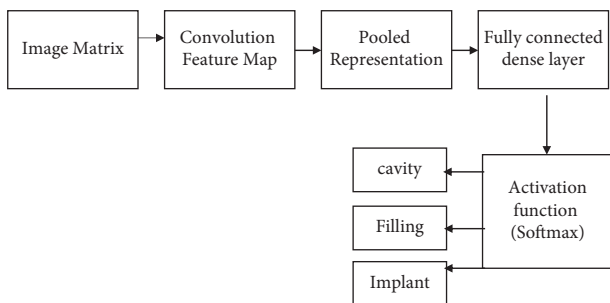 Image Matrix
Convolution
Feature Map
Pooled
Representation
Fully connected
dense layer
cavity
Filling
Implant
Activation
function
(Softmax)